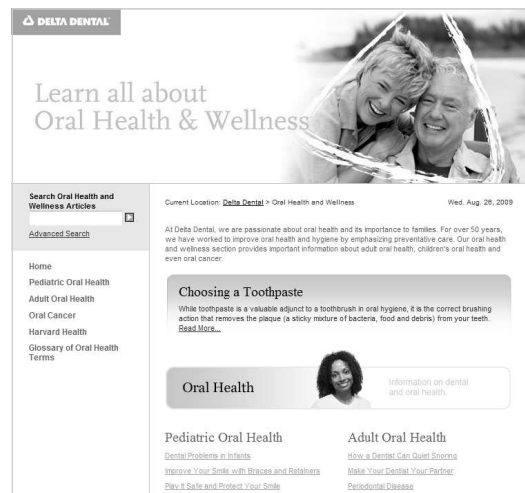 DELTA DENTAL
Learn all about
Oral Health & Wellness
Search Oral Health and
Wellness Articles
Advanced Search
Home
Pediatric Oral Health
Adult Oral Health
Oral Cancer
Harvard Health
Glossary of Oral Health
Terms
Current Location: Delta Dental > Oral Health and Wellness
Wed. Aug. 26, 2009
At Delta Dental, we are passionate about oral health and its importance to families. For over 50 years,
we have worked to improve oral health and hygiene by emphasizing preventative care. Our oral health
and wellness section provides important information about adult oral health, children's oral health and
even oral cancer.
Choosing a Toothpaste
While toothpaste is a valuable adjunct to a toothbrush in oral hygiene, it is the correct brushing
action that removes the plaque (a sticky mixture of bacteria, food and debris) from your teeth.
Read More...
Oral Health
Information on dental
and oral health.
Pediatric Oral Health
Dental Problems in Infants
Improve Your Smile with Braces and Retainers
Play it Safe and Protect Your Smile
Adult Oral Health
How a Dentist Can Quiet Snoring
Make Your Dentist Your Partner
Periodontal Disease